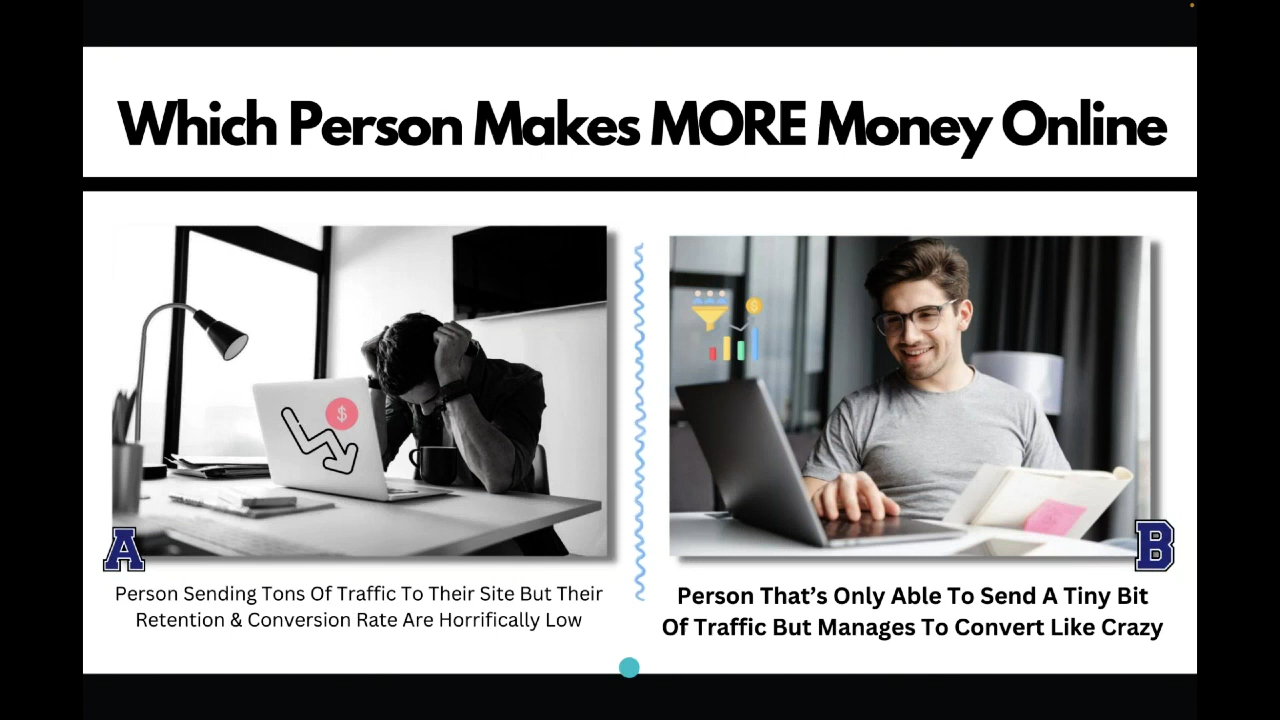 Which Person Makes MORE Money Online
$
$
A
B
Person Sending Tons Of Traffic To Their Site But Their
Retention & Conversion Rate Are Horrifically Low
Person That’s Only Able To Send A Tiny Bit
Of Traffic But Manages To Convert Like Crazy